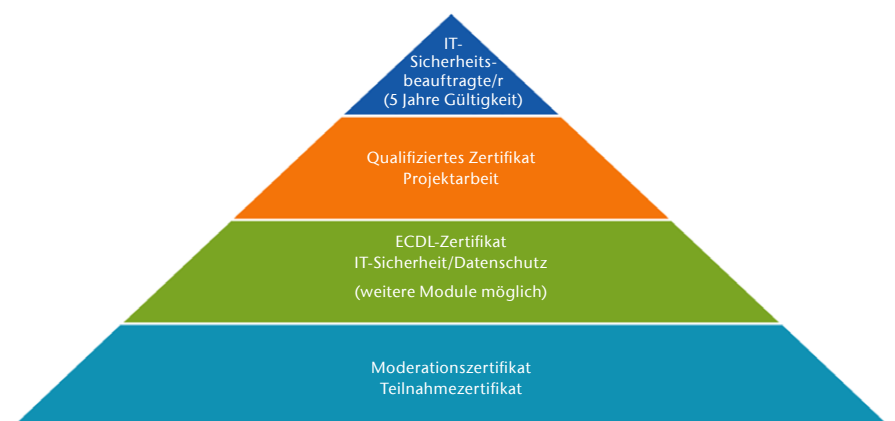 IT-
Sicherheits-
beauftragte/r
(5 Jahre Gültigkeit)
Qualifiziertes Zertifikat
Projektarbeit
ECDL-Zertifikat
IT-Sicherheit/Datenschutz
(weitere Module möglich)
Moderationszertifikat
Teilnahmezertifikat